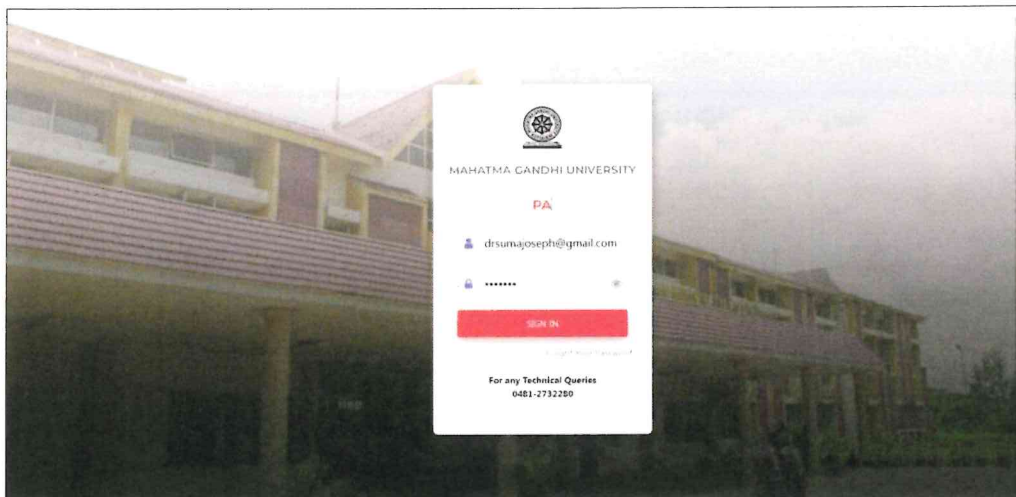 MAHATMA GANDHI UNIVERSITY
PA
drsumajoseph@gmail.com
•••••••
SIGN IN
For any Technical Queries
0481-2732280